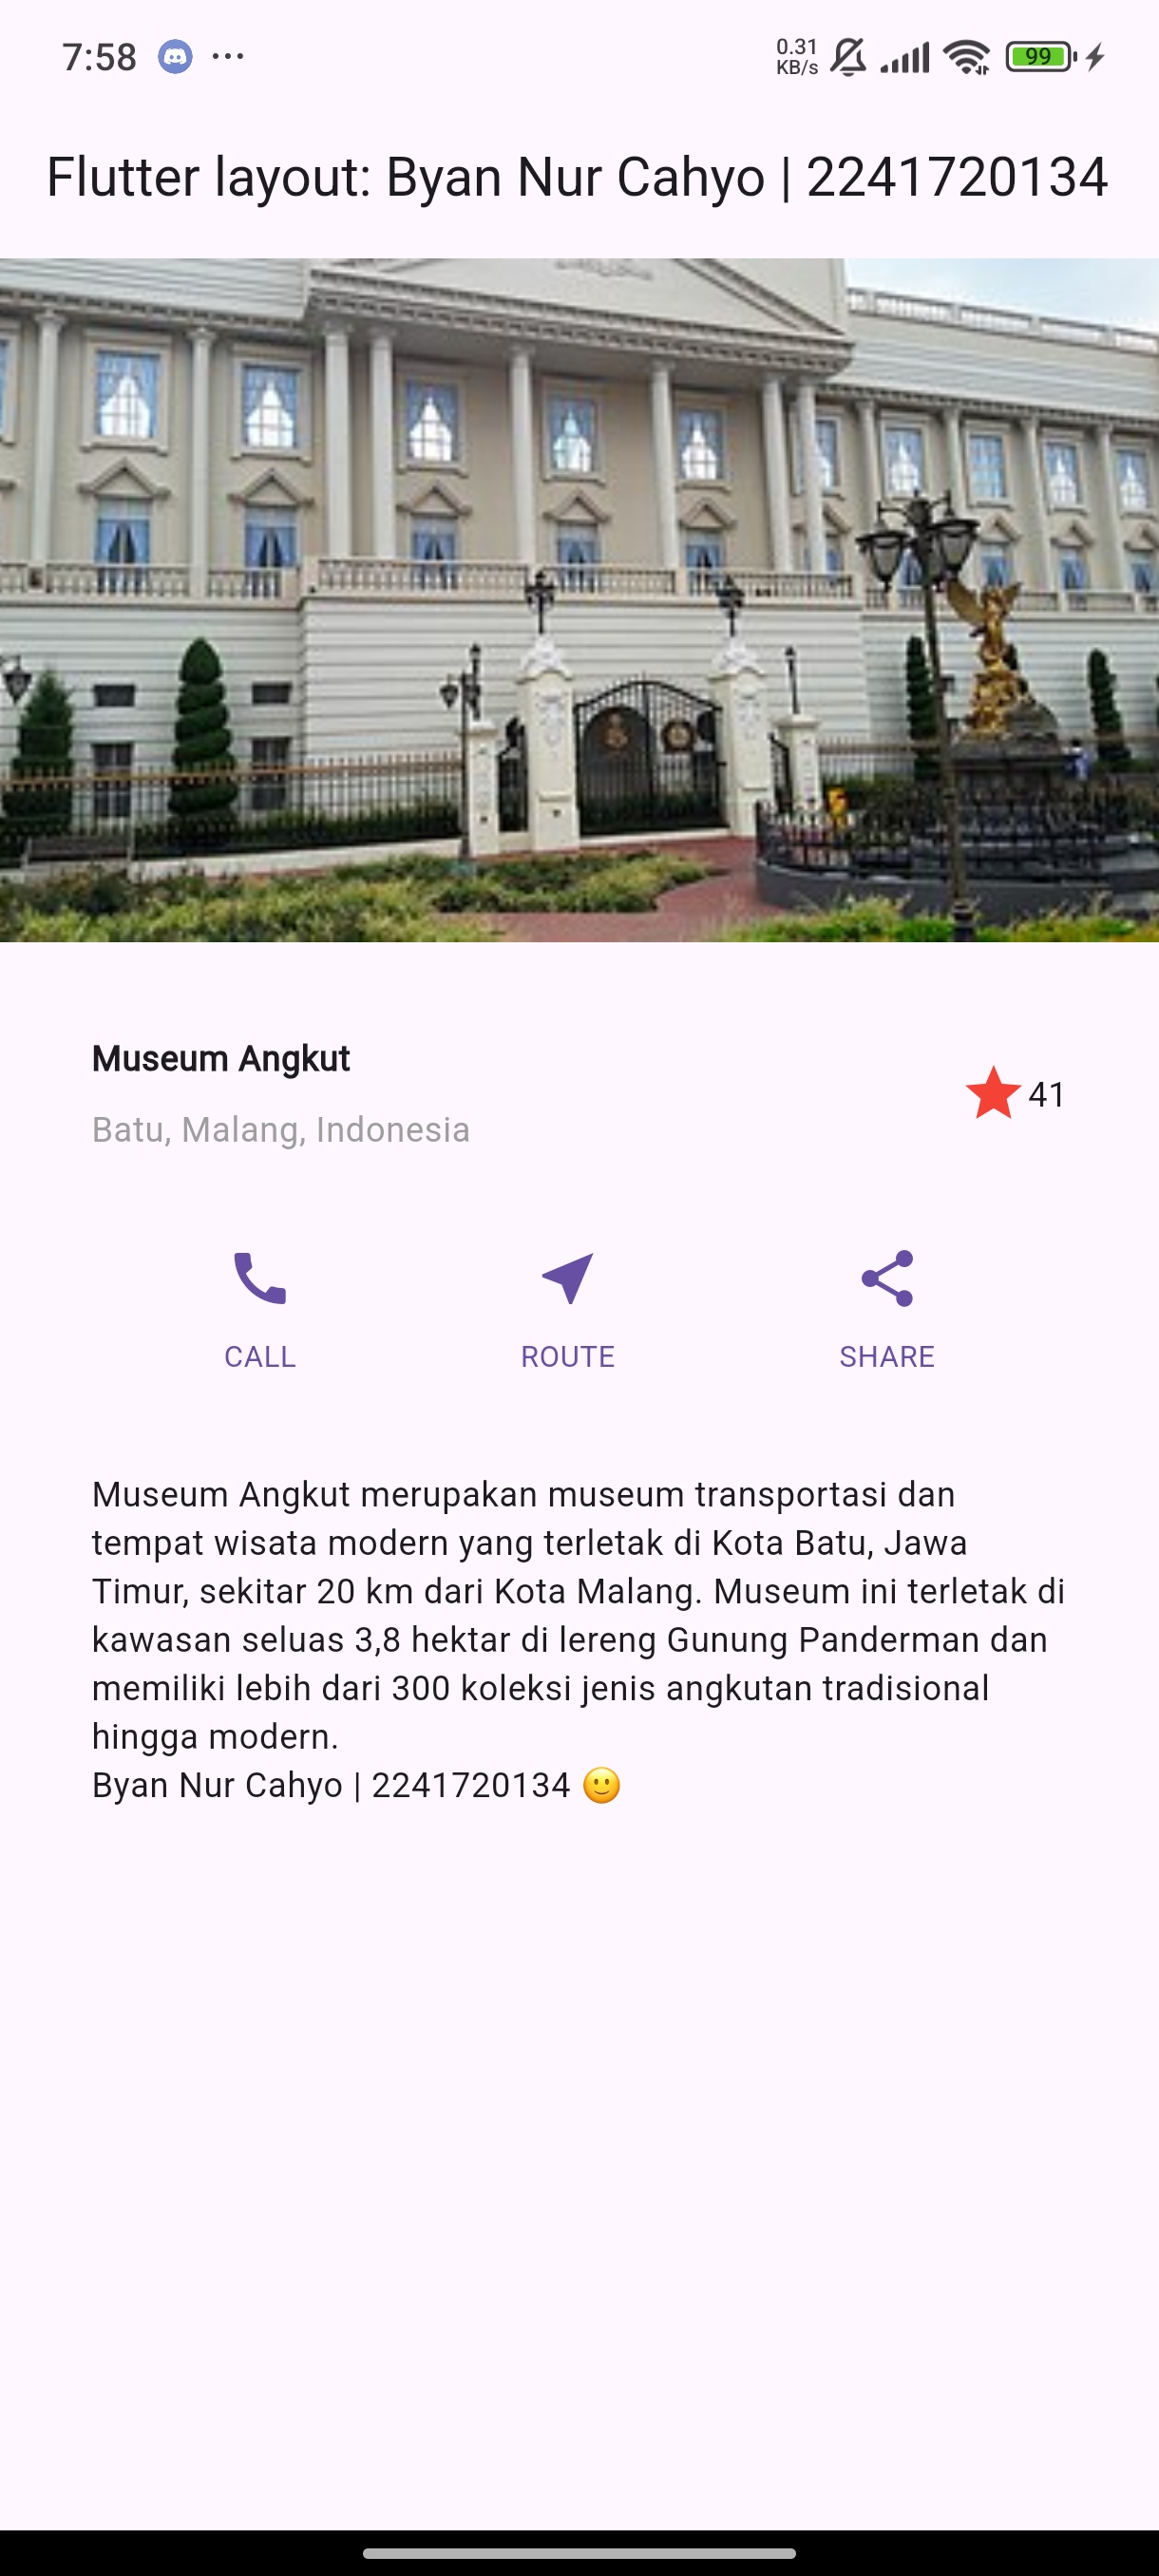 7:58 ...
0.31
KB/s
99
Flutter layout: Byan Nur Cahyo | 2241720134
Museum Angkut
Batu, Malang, Indonesia
41
CALL ROUTE SHARE
Museum Angkut merupakan museum transportasi dan
tempat wisata modern yang terletak di Kota Batu, Jawa
Timur, sekitar 20 km dari Kota Malang. Museum ini terletak di
kawasan seluas 3,8 hektar di lereng Gunung Panderman dan
memiliki lebih dari 300 koleksi jenis angkutan tradisional
hingga modern.
Byan Nur Cahyo | 2241720134 🙂